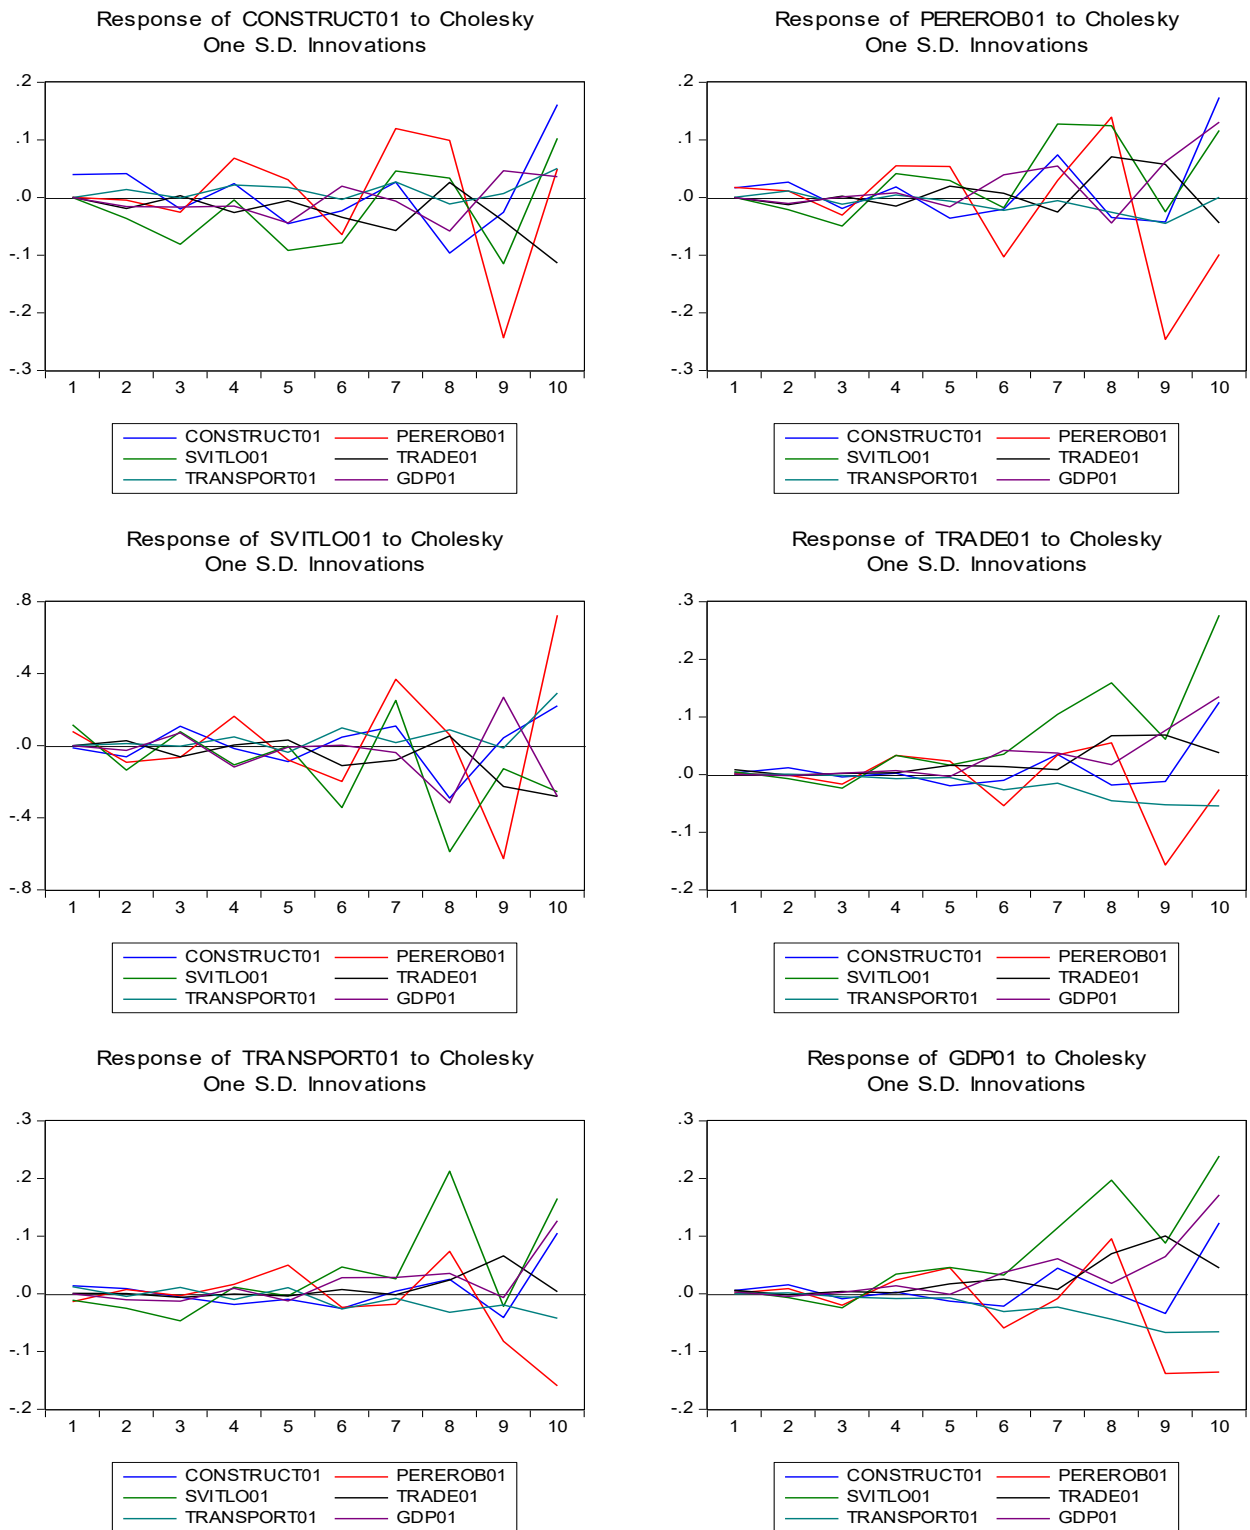 Response of CONSTRUCT01 to Cholesky
One S.D. Innovations
.2
.1
.0
-.1
-.2
-.3
1 2 3 4 5 6 7 8 9 10
CONSTRUCT01 PEREROB01
SVITLO01 TRADE01
TRANSPORT01 GDP01
Response of PEREROB01 to Cholesky
One S.D. Innovations
.2
.1
.0
-.1
-.2
-.3
1 2 3 4 5 6 7 8 9 10
CONSTRUCT01 PEREROB01
SVITLO01 TRADE01
TRANSPORT01 GDP01
Response of SVITLO01 to Cholesky
One S.D. Innovations
.8
.4
.0
-.4
-.8
1 2 3 4 5 6 7 8 9 10
CONSTRUCT01 PEREROB01
SVITLO01 TRADE01
TRANSPORT01 GDP01
Response of TRADE01 to Cholesky
One S.D. Innovations
.3
.2
.1
.0
-.1
-.2
1 2 3 4 5 6 7 8 9 10
CONSTRUCT01 PEREROB01
SVITLO01 TRADE01
TRANSPORT01 GDP01
Response of TRANSPORT01 to Cholesky
One S.D. Innovations
.3
.2
.1
.0
-.1
-.2
1 2 3 4 5 6 7 8 9 10
CONSTRUCT01 PEREROB01
SVITLO01 TRADE01
TRANSPORT01 GDP01
Response of GDP01 to Cholesky
One S.D. Innovations
.3
.2
.1
.0
-.1
-.2
1 2 3 4 5 6 7 8 9 10
CONSTRUCT01 PEREROB01
SVITLO01 TRADE01
TRANSPORT01 GDP01